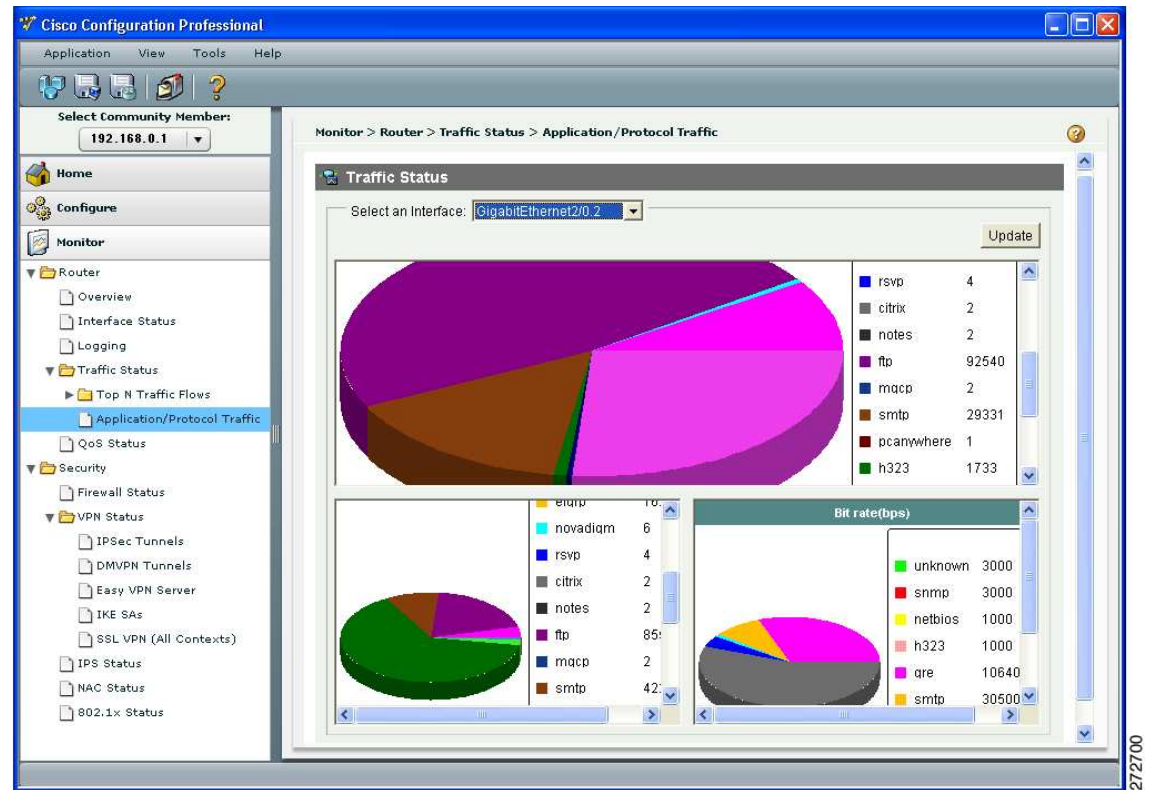 Cisco Configuration Professional
Application View Tools Help
Select Community Member:
192.168.0.1
Home
Configure
Monitor
Router
Overview
Interface Status
Logging
Traffic Status
Top N Traffic Flows
Application/Protocol Traffic
QoS Status
Security
Firewall Status
VPN Status
IPSec Tunnels
DMVPN Tunnels
Easy VPN Server
IKE SAs
SSL VPN (All Contexts)
IPS Status
NAC Status
802.1x Status
Monitor > Router > Traffic Status > Application/Protocol Traffic
Traffic Status
Select an Interface: GigabitEthernet2/0.2
Update
rsvp 4
citrix 2
notes 2
ftp 92540
mgcp 2
smtp 29331
pcanywhere 1
h323 1733
novadigm 6
rsvp 4
citrix 2
notes 2
ftp
mgcp 2
smtp
Bit rate(bps)
unknown 3000
snmp 3000
netbios 1000
h323 1000
gre 10640
smtp 30500
272700